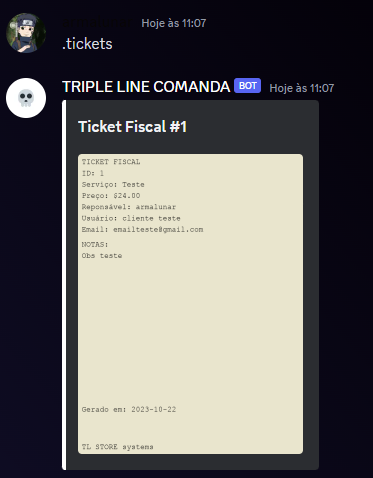 Hoje às 11:07
.tickets
TRIPLE LINE COMANDA BOT Hoje às 11:07
Ticket Fiscal #1
TICKET FISCAL
ID: 1
Serviço: Teste
Preço: $24.00
Reponsável: armalunar
Usuário: cliente teste
Email: emailteste@gmail.com
NOTAS:
Obs teste
Gerado em: 2023-10-22
TL STORE systems